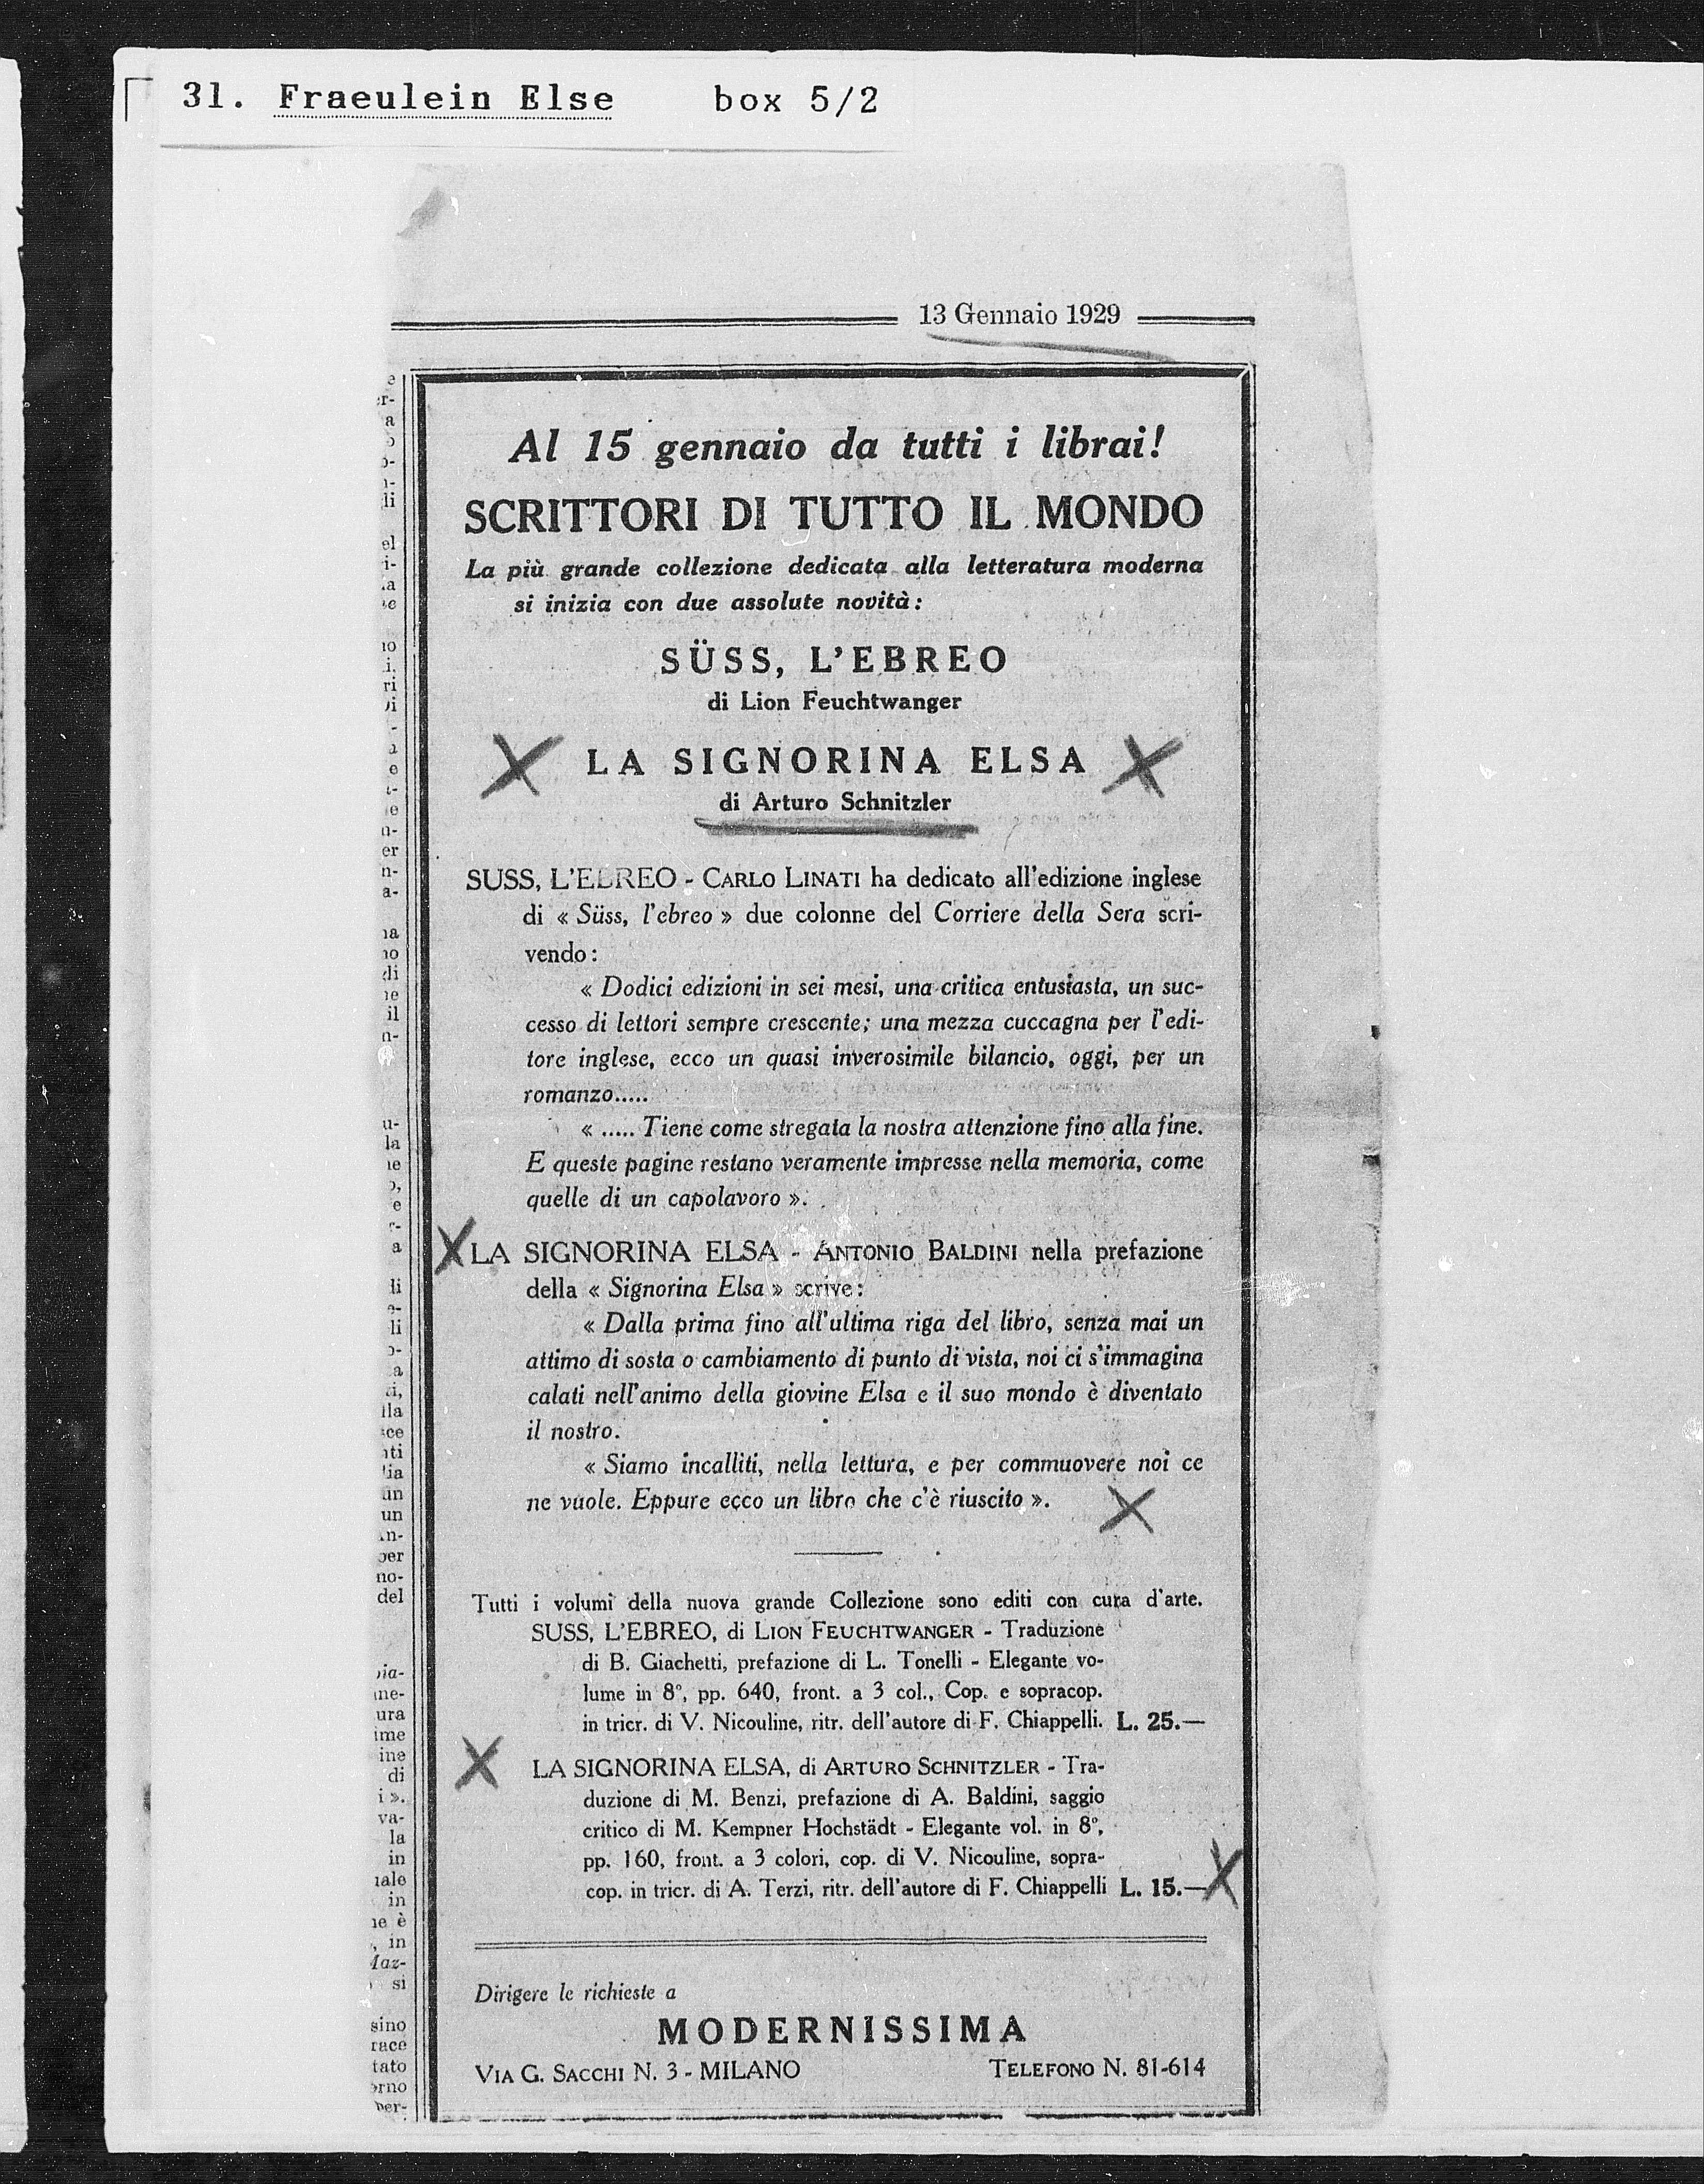 31. Fraeulein Else box 5/2
13 Gennaio 1929
Al 15 gennaio da tutti i librai!
SCRITTORI DI TUTTO IL MONDO
La più grande collezione dedicata alla letteratura moderna
si inizia con due assolute novità:
SÜSS, L'EBREO
di Lion Feuchtwanger
LA SIGNORINA ELSA
di Arturo Schnitzler
SUSS, L'EBREO - CARLO LINATI ha dedicato all'edizione inglese
di « Süss, l'ebreo » due colonne del Corriere della Sera scri-
vendo:
« Dodici edizioni in sei mesi, una critica entusiasta, un suc-
cesso di lettori sempre crescente; una mezza cuccagna per l'edi-
tore inglese, ecco un quasi inverosimile bilancio, oggi, per un
romanzo.....
« ..... Tiene come stregata la nostra attenzione fino alla fine.
E queste pagine restano veramente impresse nella memoria, come
quelle di un capolavoro ».
LA SIGNORINA ELSA - ANTONIO BALDINI nella prefazione
della « Signorina Elsa » scrive:
« Dalla prima fino all'ultima riga del libro, senza mai un
attimo di sosta o cambiamento di punto di vista, noi ci s'immagina
calati nell'animo della giovine Elsa e il suo mondo è diventato
il nostro.
« Siamo incalliti, nella lettura, e per commuovere noi ce
ne vuole. Eppure ecco un libro che c'è riuscito ».
Tutti i volumi della nuova grande Collezione sono editi con cura d'arte.
SUSS, L'EBREO, di LION FEUCHTWANGER - Traduzione
di B. Giachetti, prefazione di L. Tonelli - Elegante vo-
lume in 8°, pp. 640, front. a 3 col., Cop. e sopracop.
in tricr. di V. Nicouline, ritr. dell'autore di F. Chiappelli. L. 25.—
LA SIGNORINA ELSA, di ARTURO SCHNITZLER - Tra-
duzione di M. Benzi, prefazione di A. Baldini, saggio
critico di M. Kempner Hochstädt - Elegante vol. in 8°,
pp. 160, front. a 3 colori, cop. di V. Nicouline, sopra-
cop. in tricr. di A. Terzi, ritr. dell'autore di F. Chiappelli L. 15.—
Dirigere le richieste a
MODERNISSIMA
VIA G. SACCHI N. 3 - MILANO TELEFONO N. 81-614